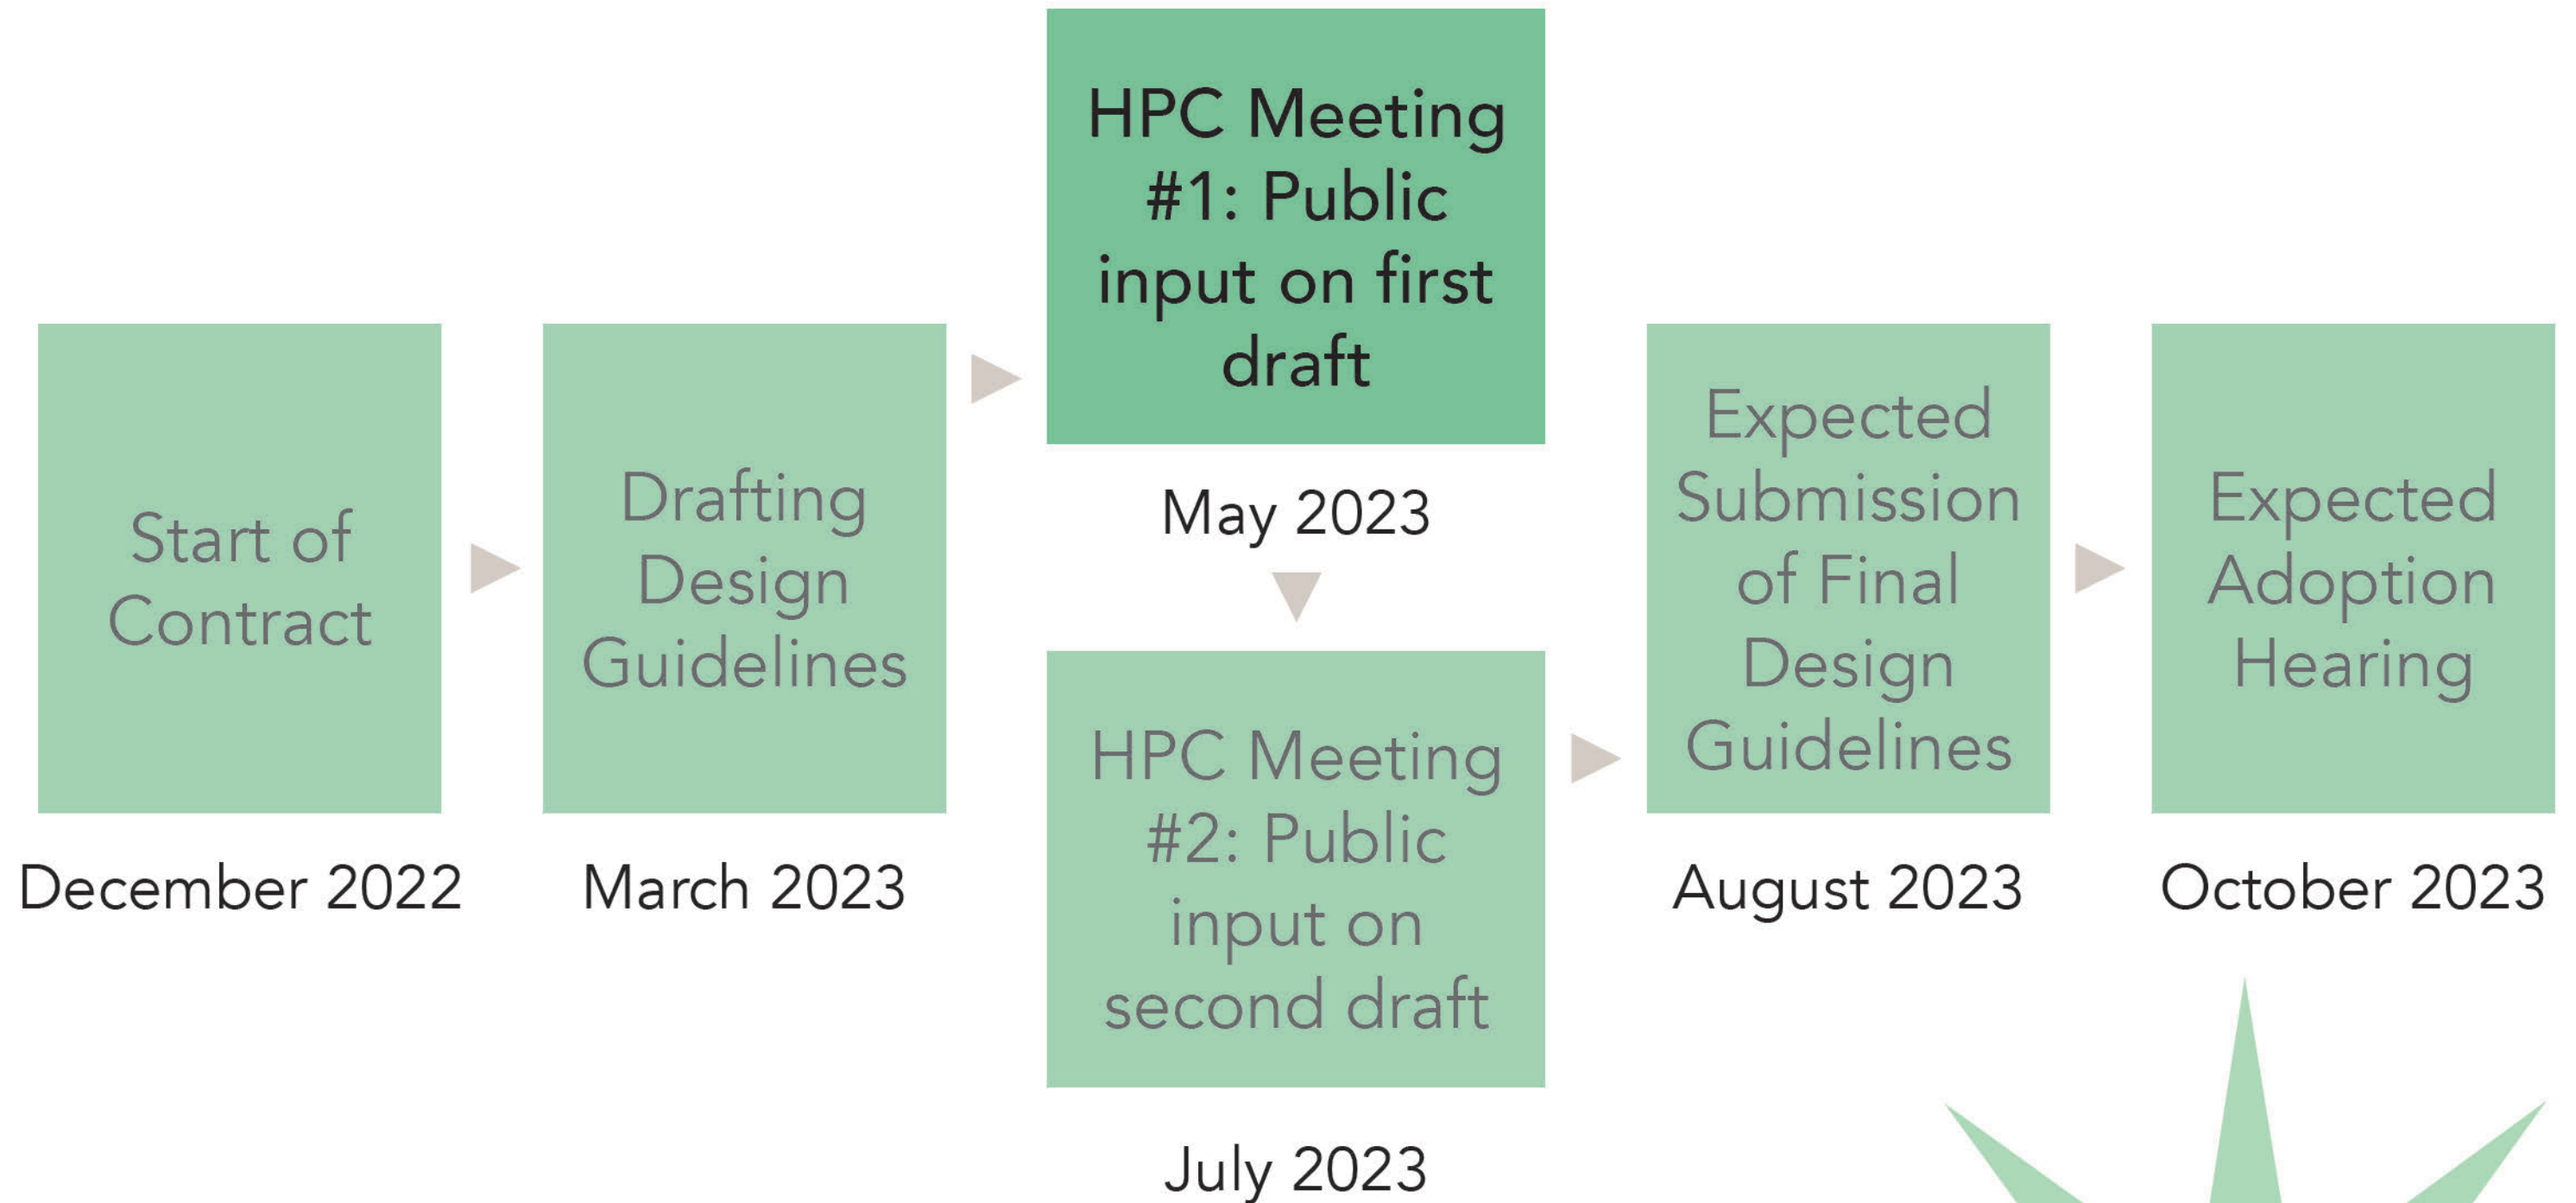 Start of
Contract
December 2022
Drafting
Design
Guidelines
March 2023
HPC Meeting
#1: Public
input on first
draft
May 2023
HPC Meeting
#2: Public
input on
second draft
July 2023
Expected
Submission
of Final
Design
Guidelines
August 2023
Expected
Adoption
Hearing
October 2023